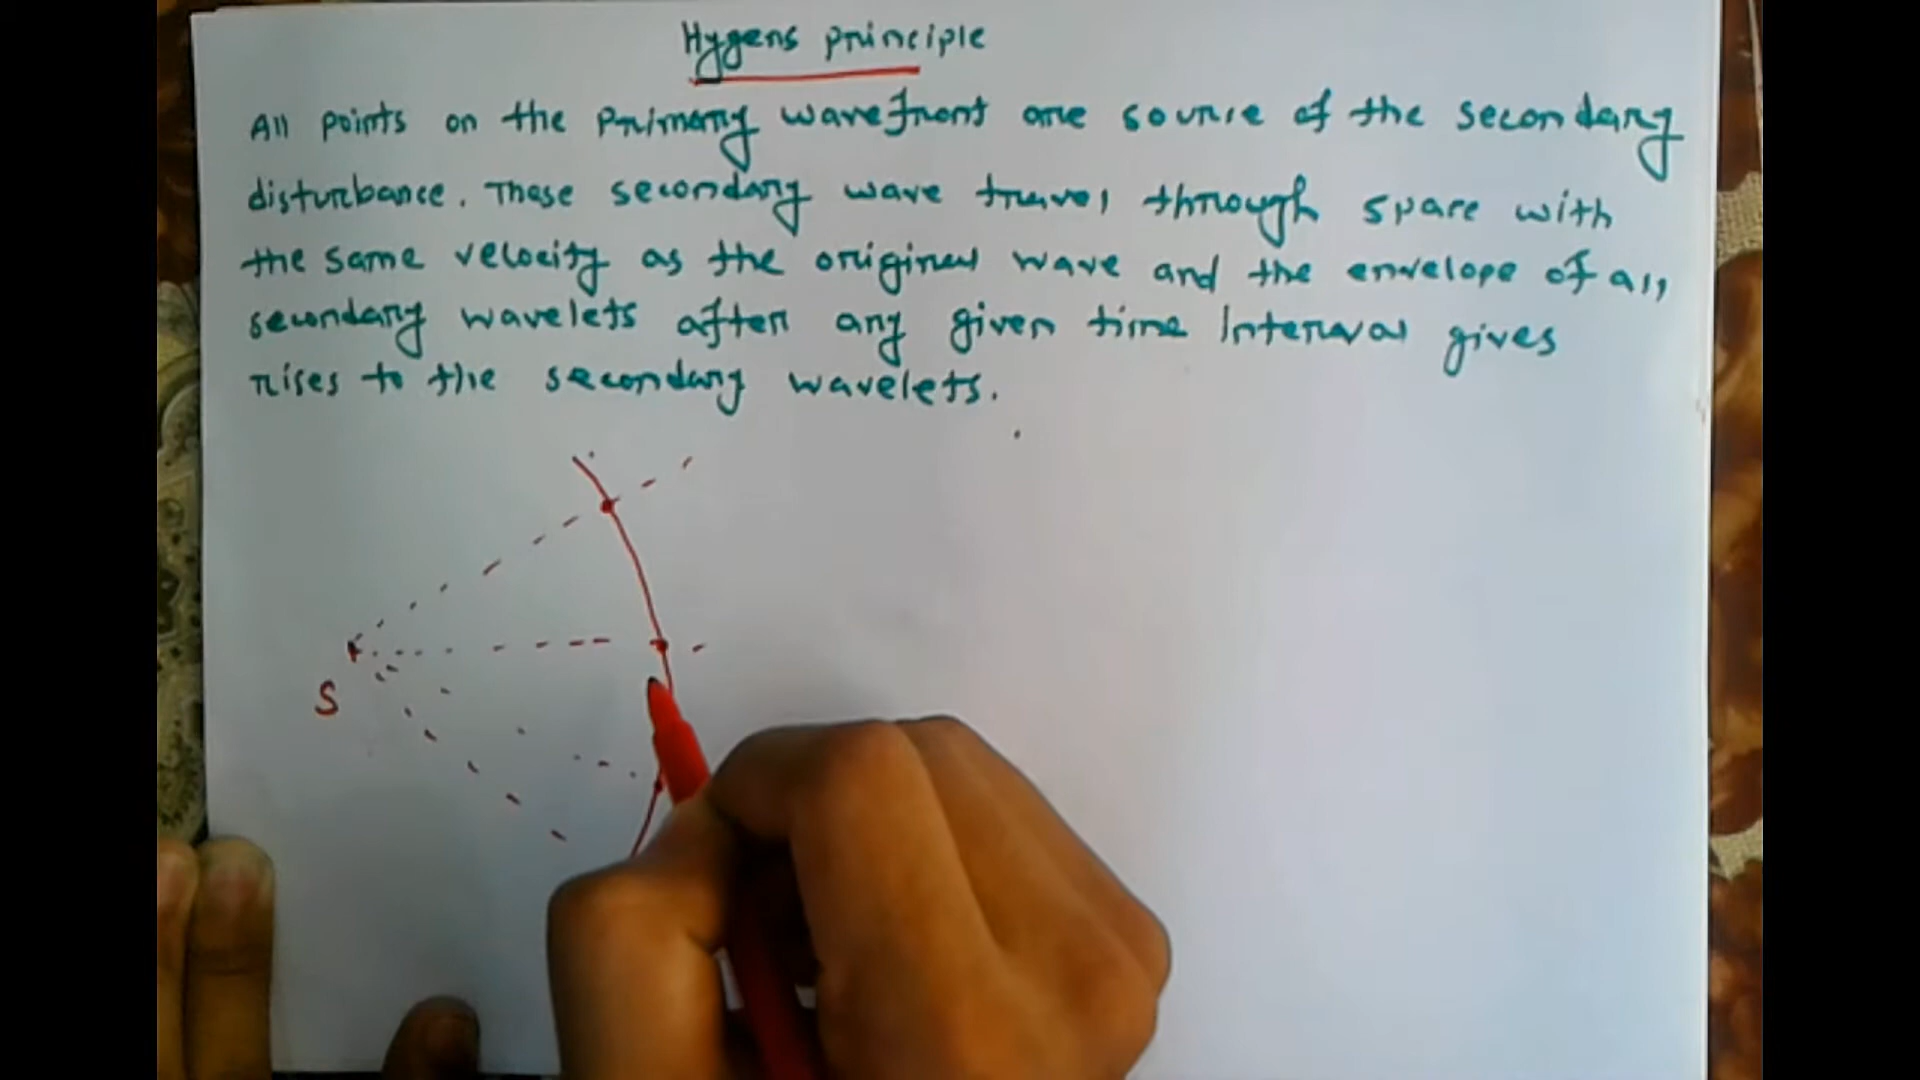 Hygens principle
All points on the Primary wavefront are source of the secondary
disturbance. These secondary wave travel through space with
the same velocity as the original wave and the envelope of all
secondary wavelets after any given time Interval gives
rises to the secondary wavelets.
S